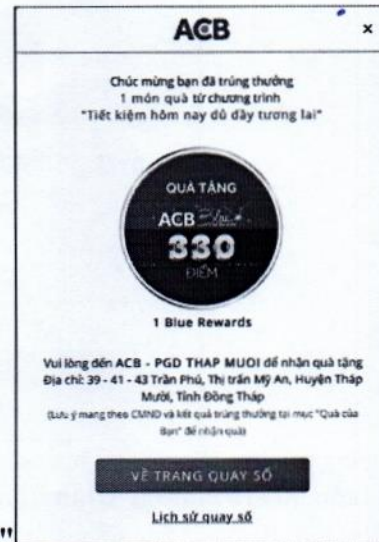 ACB
×
Chúc mừng bạn đã trúng thưởng
1 món quà từ chương trình
"Tiết kiệm hôm nay dủ dầy tương lai"
QUÀ TẶNG
ACB Blue
330
ĐIỂM
1 Blue Rewards
Vui lòng đến ACB - PGD THAP MUOI để nhận quà tặng
Địa chỉ: 39 - 41 - 43 Trần Phú, Thị trấn Mỹ An, Huyện Tháp
Mười, Tỉnh Đồng Tháp
(Lưu ý mang theo CMND và kết quả trúng thưởng tại mục "Quà của
Bạn" để nhận quà)
VỀ TRANG QUAY SỐ
Lịch sử quay số
"